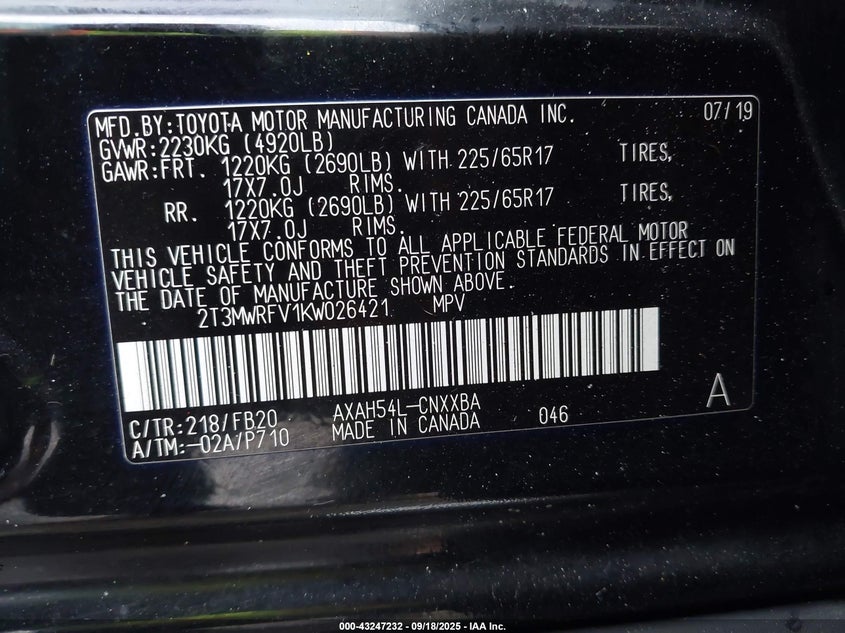 MFD.BY:TOYOTA MOTOR MANUFACTURING CANADA INC. 07/19
GVWR:2230KG (4920LB)
GAWR:FRT. 1220KG (2690LB) WITH 225/65R17 TIRES,
17X7.0J RIMS.
RR. 1220KG (2690LB) WITH 225/65R17 TIRES,
17X7.0J RIMS.
THIS VEHICLE CONFORMS TO ALL APPLICABLE FEDERAL MOTOR
VEHICLE SAFETY AND THEFT PREVENTION STANDARDS IN EFFECT ON
THE DATE OF MANUFACTURE SHOWN ABOVE.
2T3MWRFV1KW026421 MPV
C/TR:218/FB20 AXAH54L-CNXXBA 046 A
A/TM:-02A/P710 MADE IN CANADA
000-43247232 - 09/18/2025 - IAA Inc.